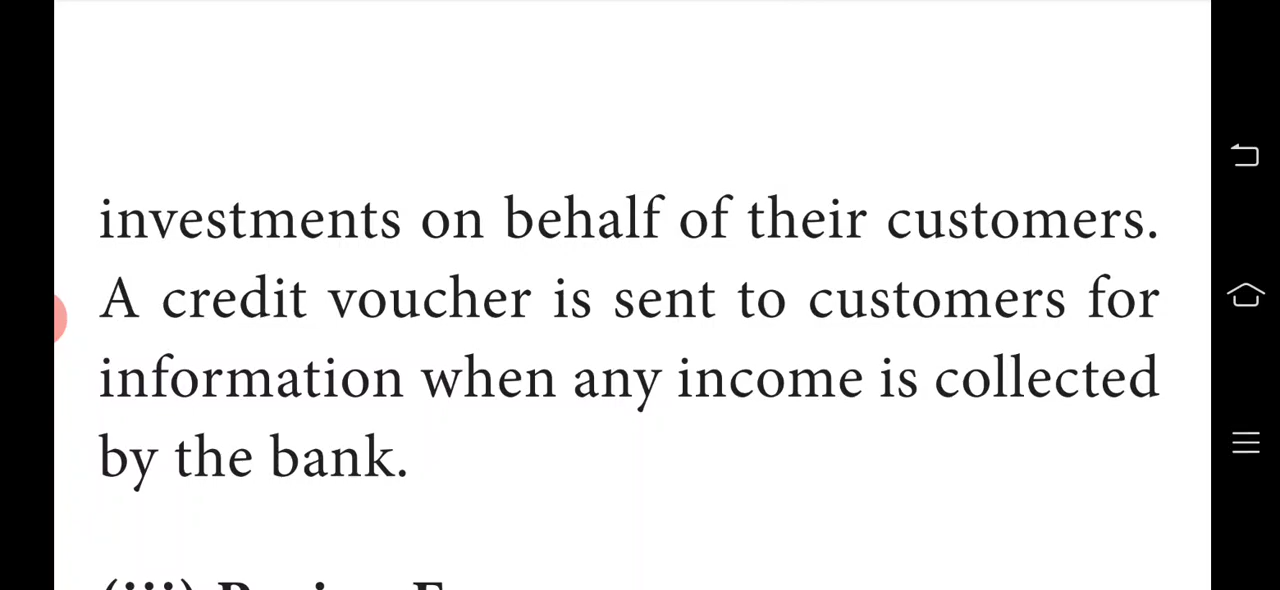 investments on behalf of their customers.
A credit voucher is sent to customers for
information when any income is collected
by the bank.
(iii)